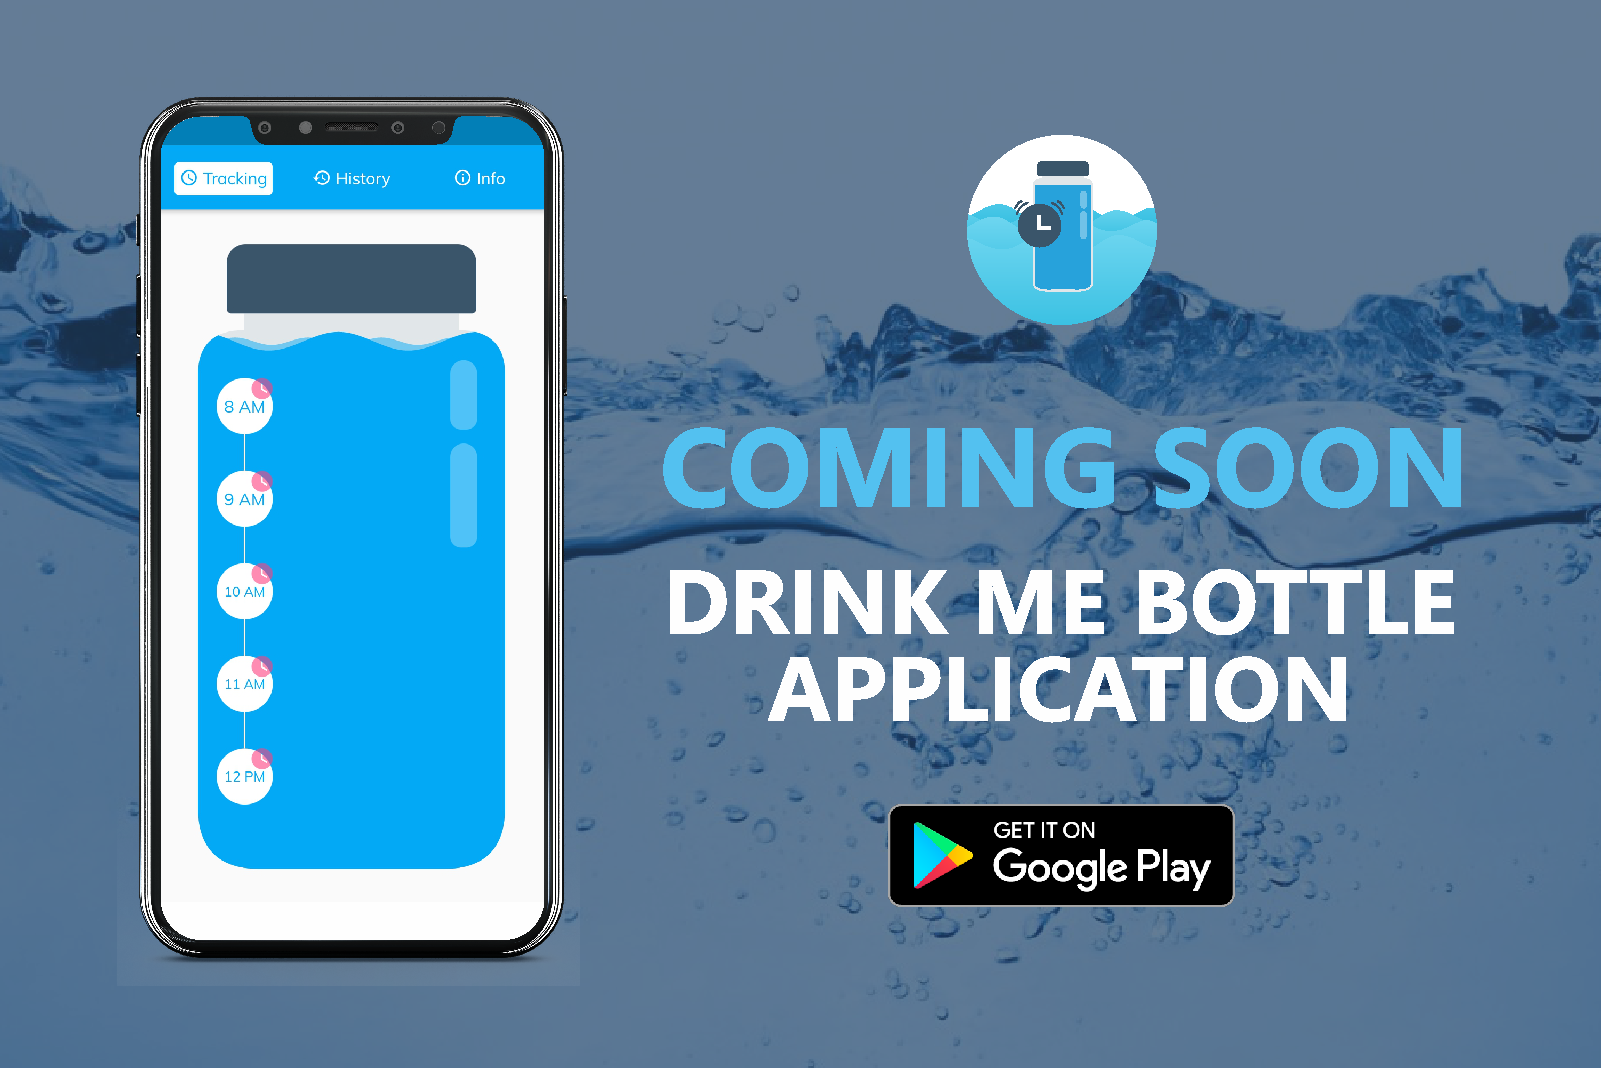 Tracking
History
Info
8 AM
9 AM
10 AM
11 AM
12 PM
COMING SOON
DRINK ME BOTTLE
APPLICATION
GET IT ON
Google Play